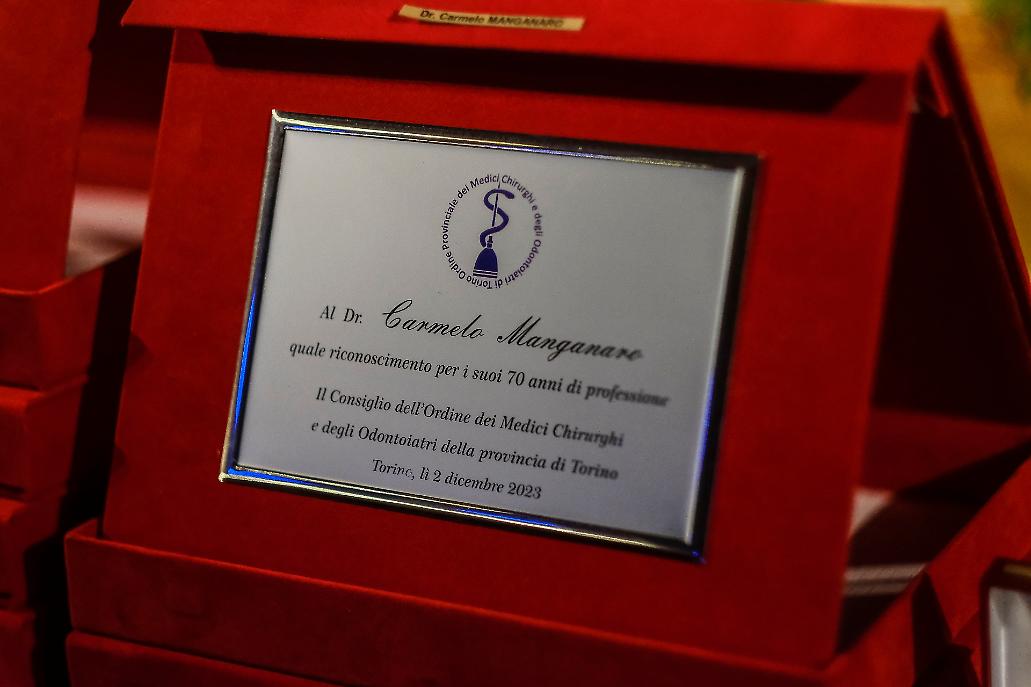 Dr. Carmelo MANGANARO
Ordine Provinciale dei Medici Chirurghi e degli Odontoiatri di Torino
Al Dr. Carmelo Manganaro
quale riconoscimento per i suoi 70 anni di professione
Il Consiglio dell'Ordine dei Medici Chirurghi
e degli Odontoiatri della provincia di Torino
Torino, lì 2 dicembre 2023